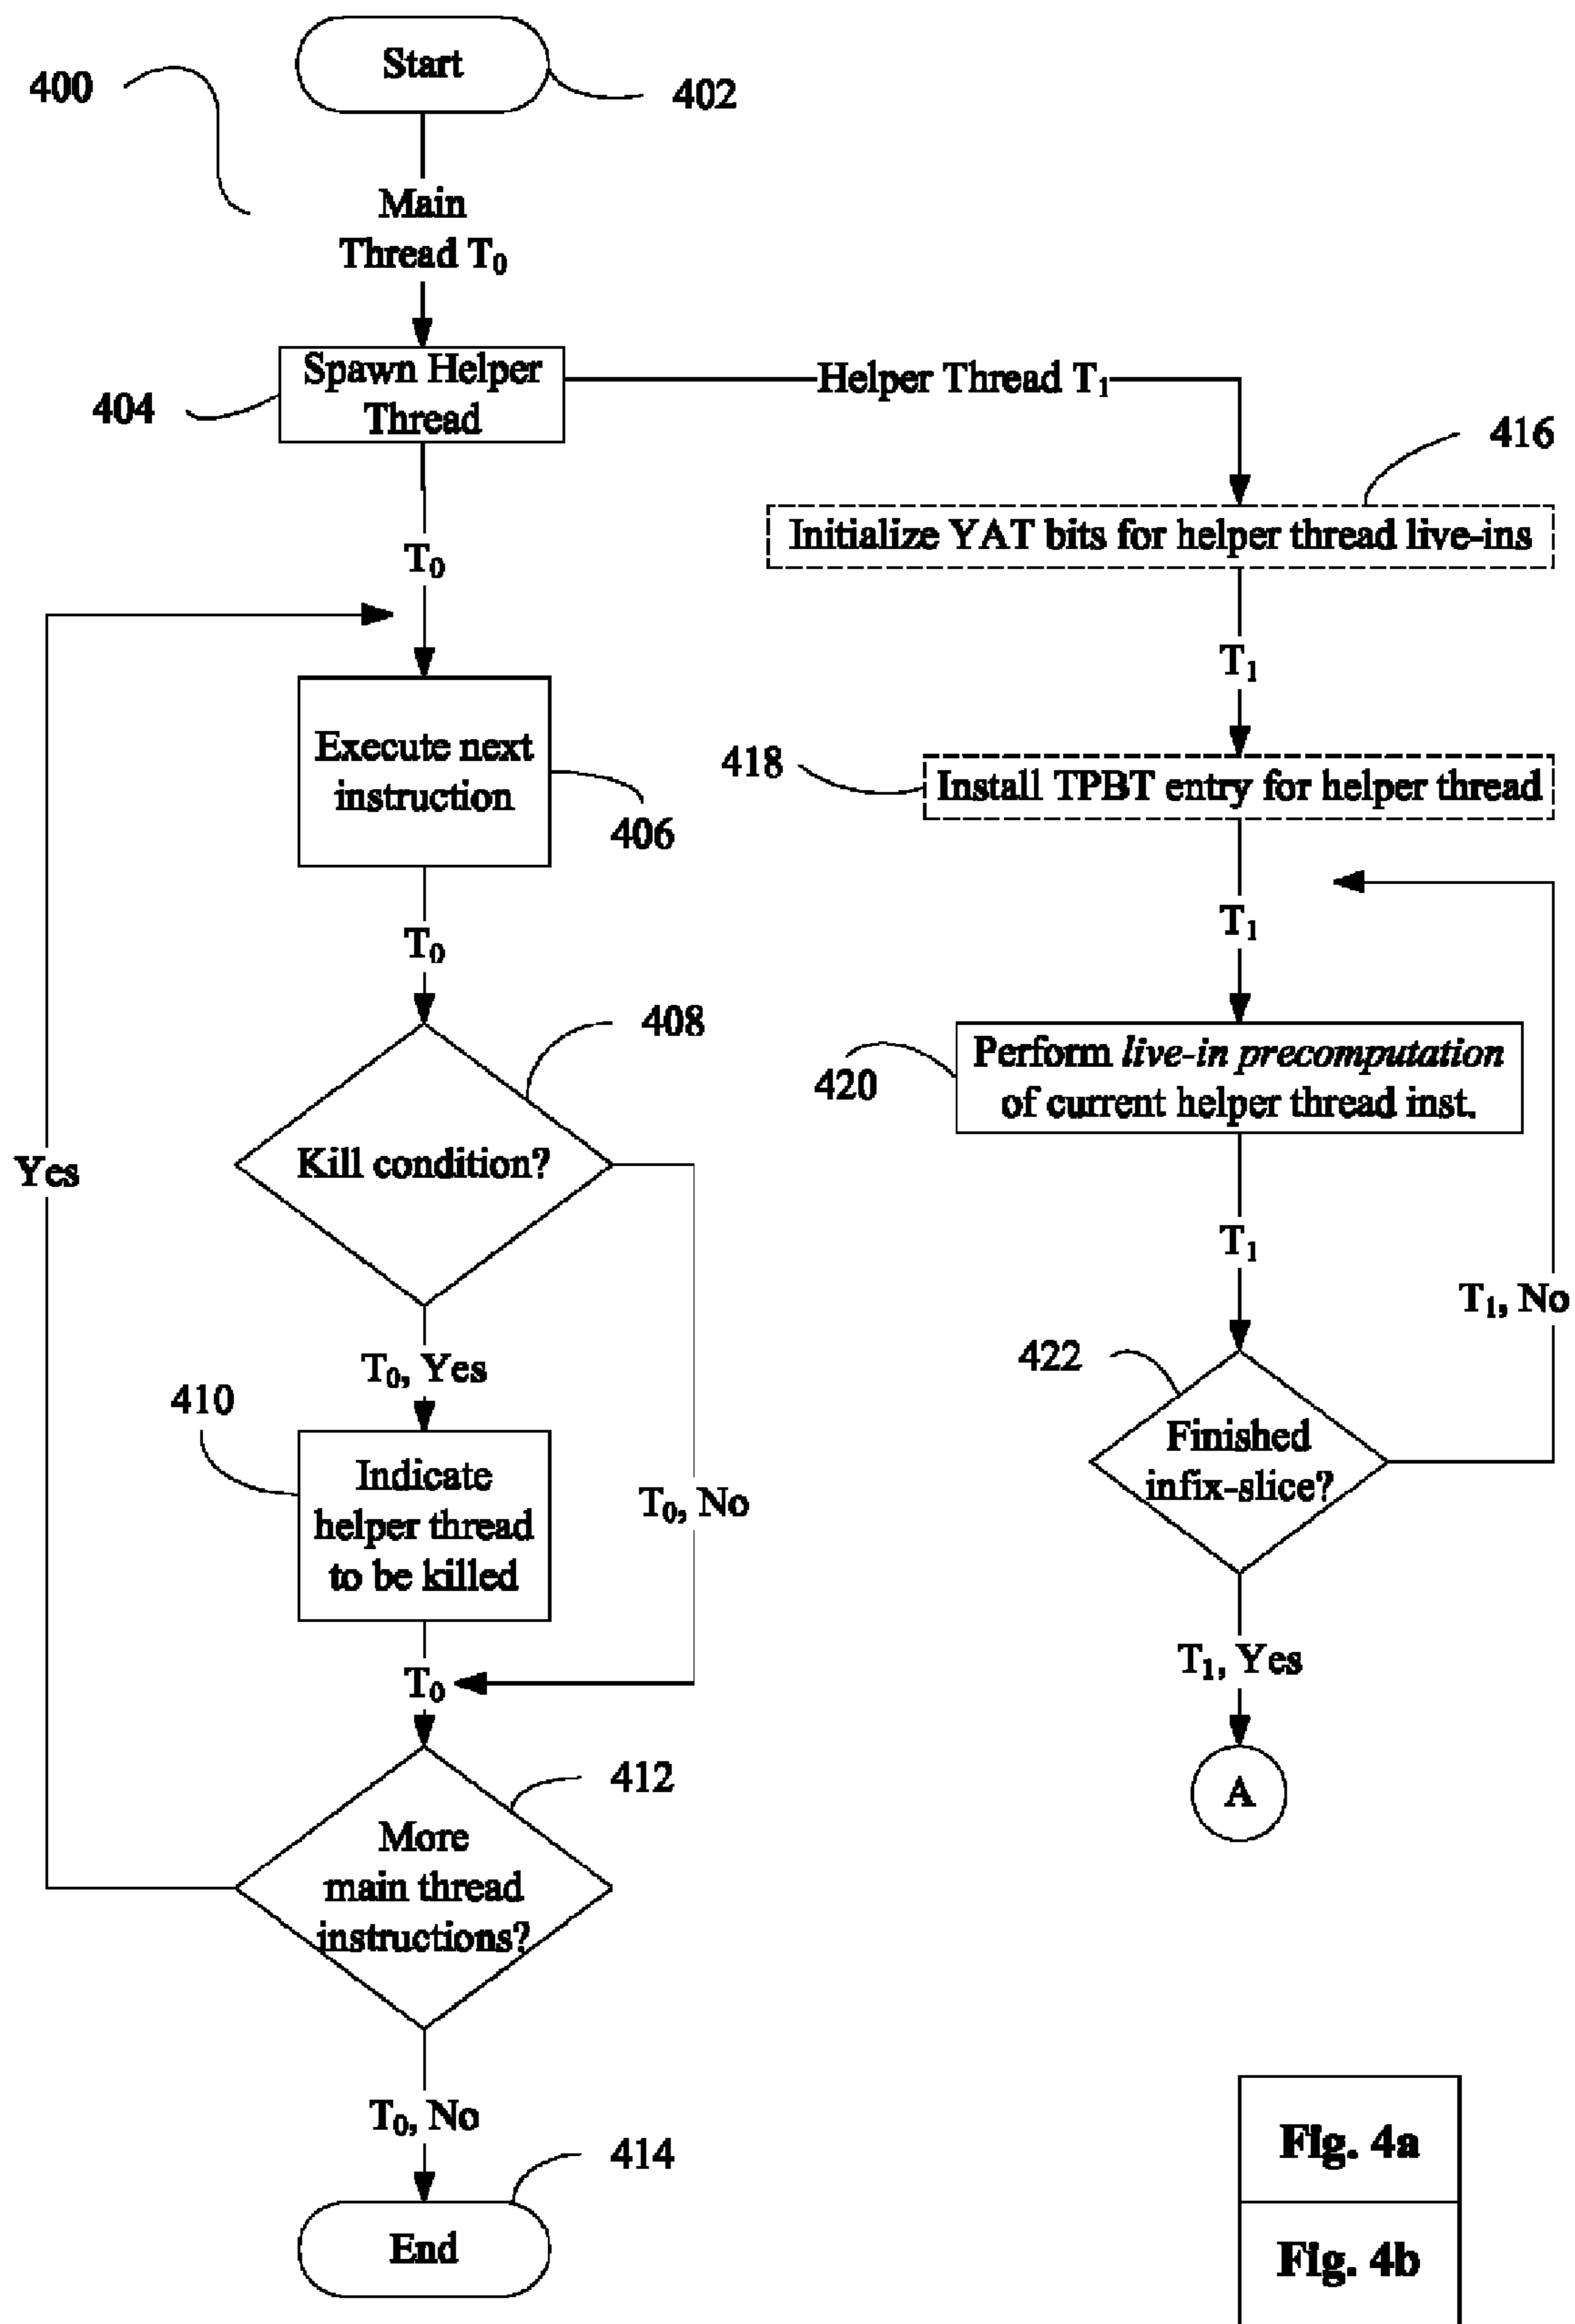 Start
402
400
Main
Thread T₀
Spawn Helper
Thread
404
Helper Thread T₁
416
Initialize YAT bits for helper thread live-ins
T₀
T₁
Execute next
instruction
406
418
Install TPBT entry for helper thread
T₀
T₁
408
Kill condition?
Yes
420
Perform live-in precomputation
of current helper thread inst.
T₁
T₁, No
T₀, Yes
410
Indicate
helper thread
to be killed
T₀, No
422
Finished
infix-slice?
T₀
T₁, Yes
412
More
main thread
instructions?
A
T₀, No
414
End
Fig. 4a
Fig. 4b